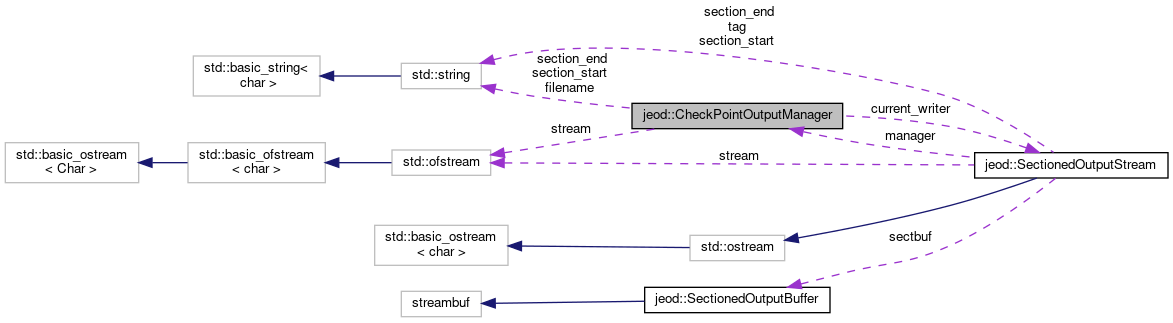 section_end
tag
section_start
std::basic_string<
char >
std::string
section_end
section_start
filename
jeod::CheckPointOutputManager
current_writer
manager
stream
std::basic_ostream
< Char >
std::basic_ofstream
< char >
std::ofstream
stream
jeod::SectionedOutputStream
std::basic_ostream
< char >
std::ostream
sectbuf
streambuf
jeod::SectionedOutputBuffer